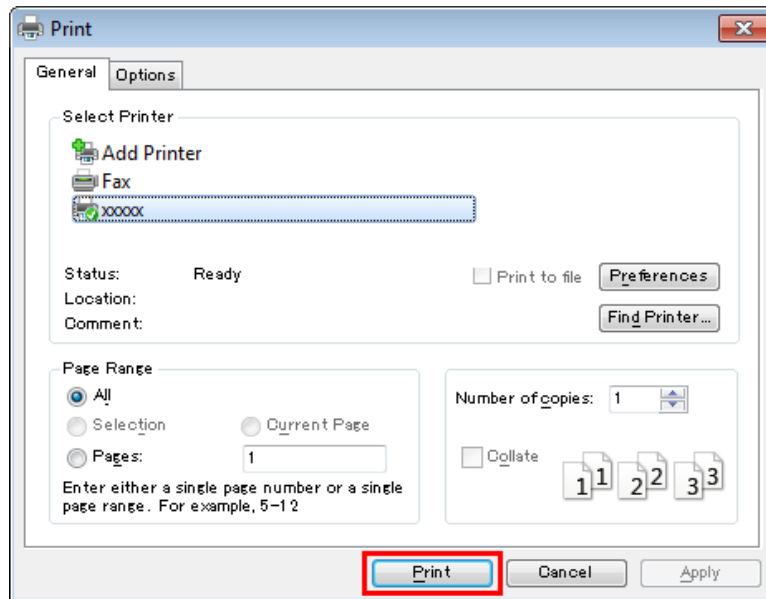 Print
General Options
Select Printer
Add Printer
Fax
xxxxx
Status: Ready
Print to file Preferences
Location:
Comment:
Find Printer...
Page Range
All
Selection Current Page
Pages: 1
Enter either a single page number or a single
page range. For example, 5-12
Number of copies: 1
Collate
1 1 2 2 3 3
Print Cancel Apply